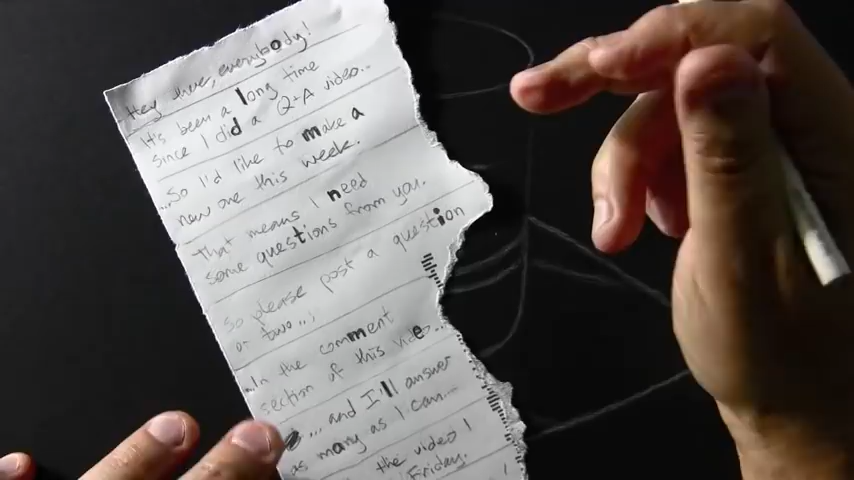 Hey there, everybody!
It's been a long time
since I did a Q+A video...
...So I'd like to make a
new one this week.
That means I need
some questions from you.
So please post a question
or two...
...In the comment
section of this video...
...and I'll answer
as many as I can...
the video
Friday.